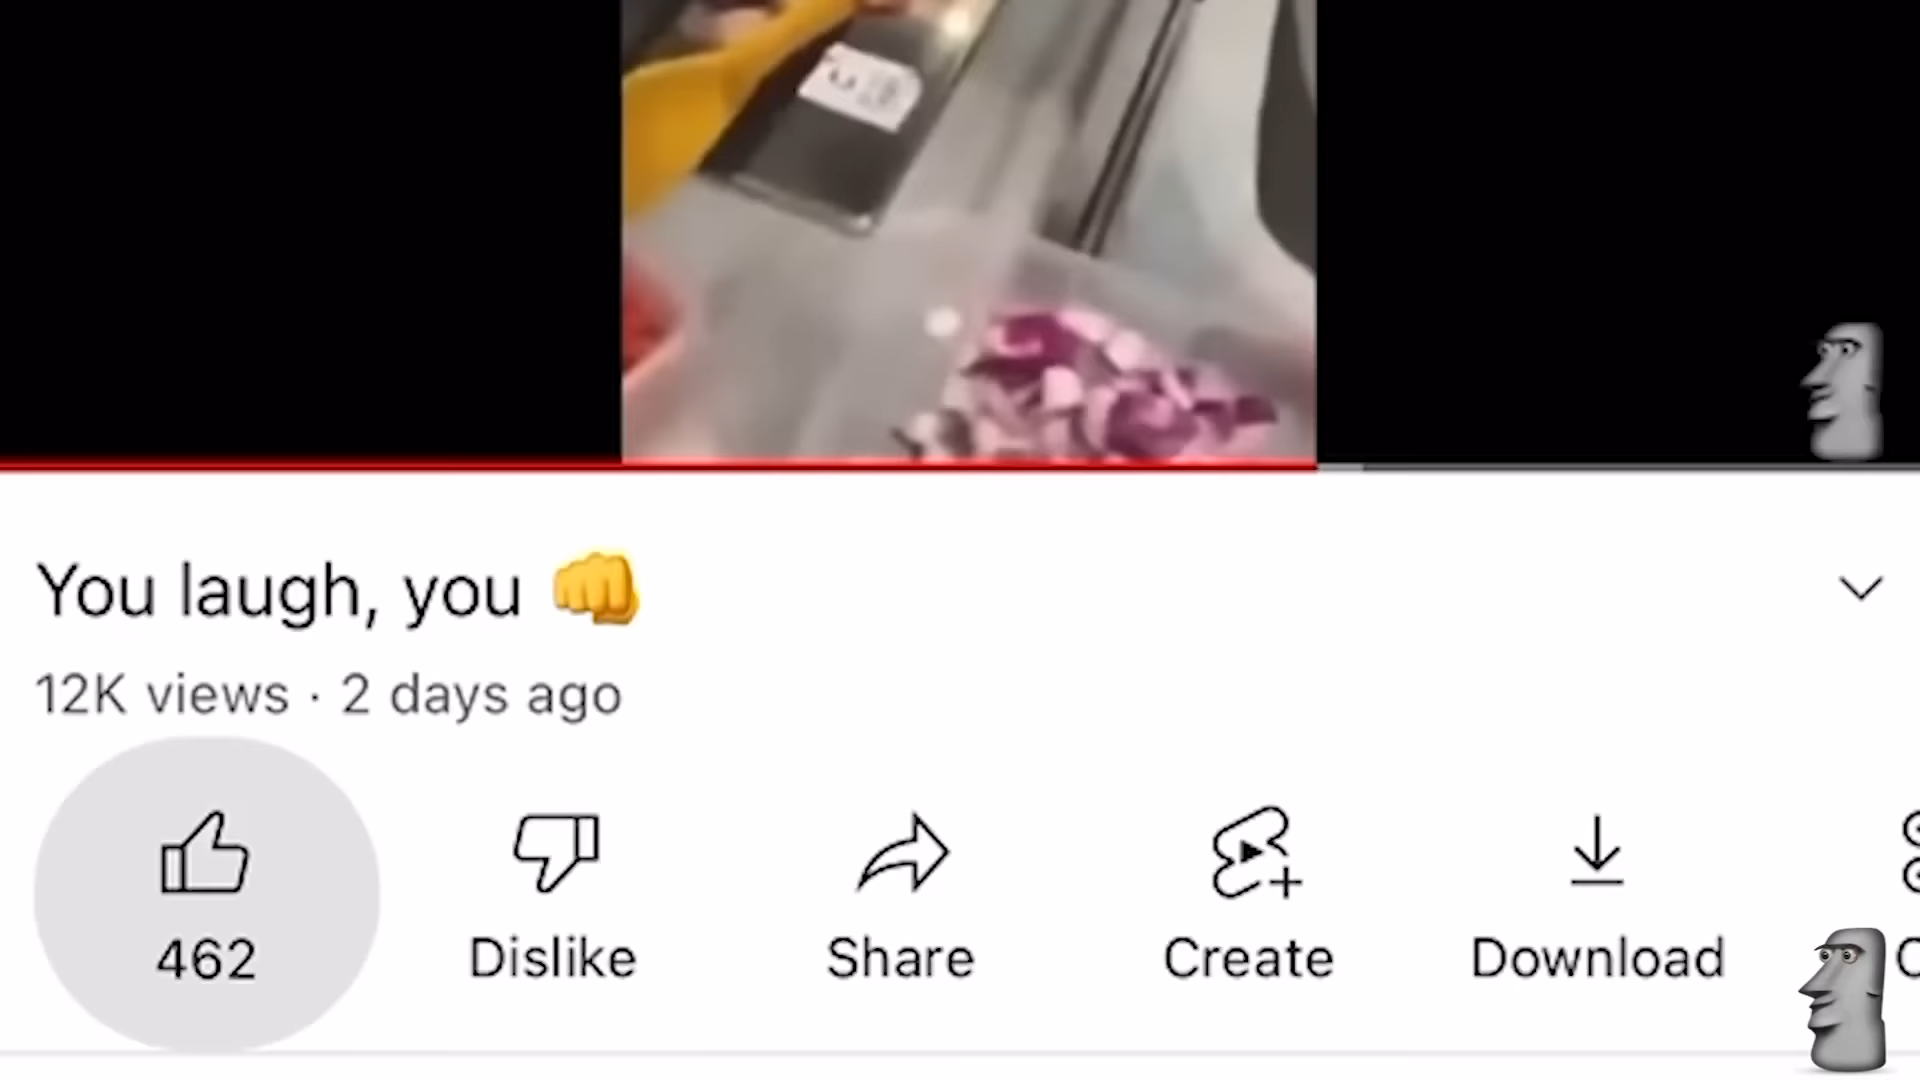 You laugh, you 👊
12K views · 2 days ago
462
Dislike
Share
Create
Download